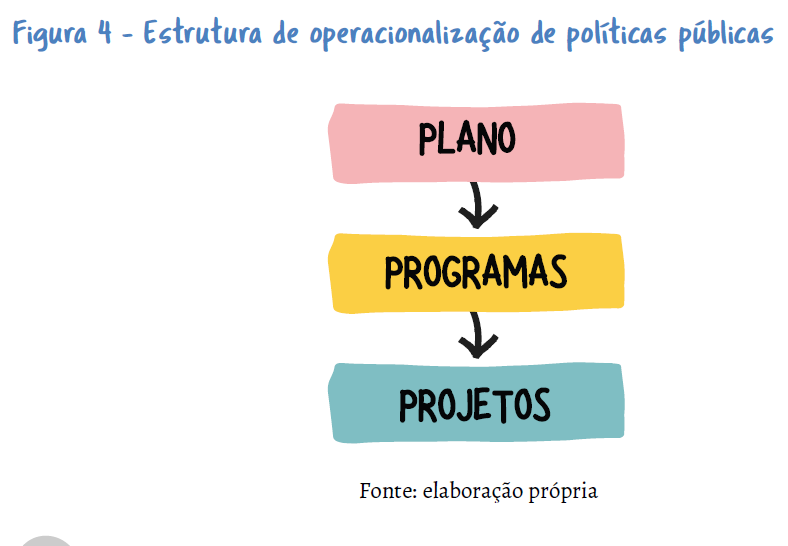 Figura 4 - Estrutura de operacionalização de políticas públicas
PLANO
PROGRAMAS
PROJETOS
Fonte: elaboração própria